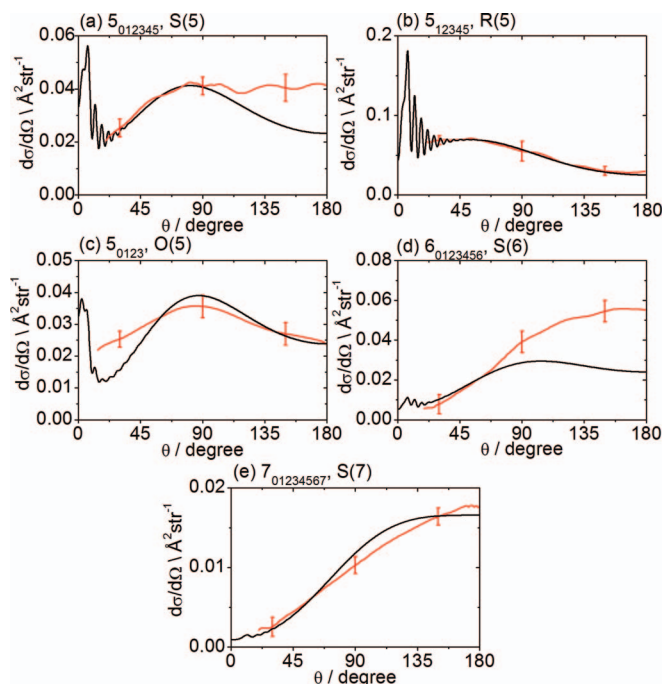 (a) 5₀₁₂₃₄₅, S(5)
0.06
0.04
0.02
0.00
dσ/dΩ \ Å²str⁻¹
0 45 90 135 180
θ / degree
(b) 5₁₂₃₄₅, R(5)
0.2
0.1
0.0
dσ/dΩ \ Å²str⁻¹
0 45 90 135 180
θ / degree
(c) 5₀₁₂₃, O(5)
0.05
0.04
0.03
0.02
0.01
0.00
dσ/dΩ \ Å²str⁻¹
0 45 90 135 180
θ / degree
(d) 6₀₁₂₃₄₅₆, S(6)
0.08
0.06
0.04
0.02
0.00
dσ/dΩ \ Å²str⁻¹
0 45 90 135 180
θ / degree
(e) 7₀₁₂₃₄₅₆₇, S(7)
0.02
0.01
0.00
dσ/dΩ \ Å²str⁻¹
0 45 90 135 180
θ / degree